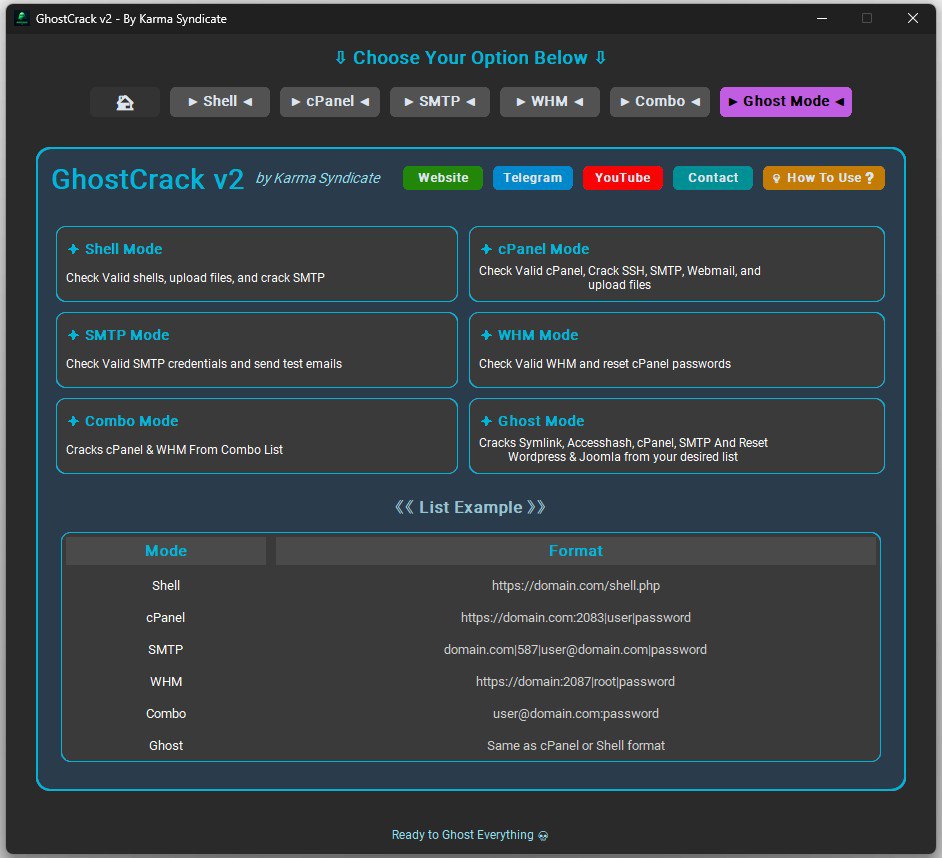 GhostCrack v2 - By Karma Syndicate
⇩ Choose Your Option Below ⇩
► Shell ◄ ► cPanel ◄ ► SMTP ◄ ► WHM ◄ ► Combo ◄ ► Ghost Mode ◄
GhostCrack v2 by Karma Syndicate Website Telegram YouTube Contact How To Use ?
Shell Mode
Check Valid shells, upload files, and crack SMTP
cPanel Mode
Check Valid cPanel, Crack SSH, SMTP, Webmail, and
upload files
SMTP Mode
Check Valid SMTP credentials and send test emails
WHM Mode
Check Valid WHM and reset cPanel passwords
Combo Mode
Cracks cPanel & WHM From Combo List
Ghost Mode
Cracks Symlink, Accesshash, cPanel, SMTP And Reset
Wordpress & Joomla from your desired list
《《 List Example 》》
Mode Format
Shell https://domain.com/shell.php
cPanel https://domain.com:2083|user|password
SMTP domain.com|587|user@domain.com|password
WHM https://domain:2087|root|password
Combo user@domain.com:password
Ghost Same as cPanel or Shell format
Ready to Ghost Everything 💀